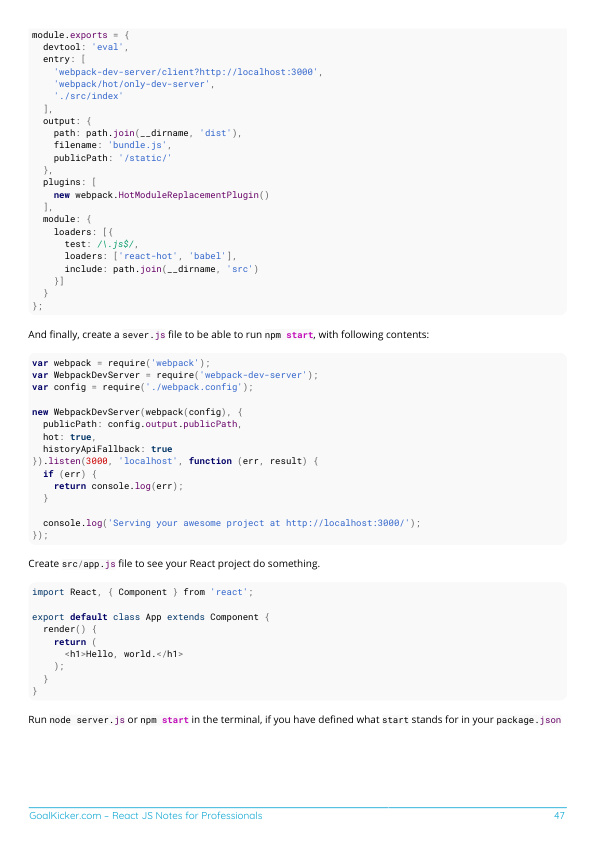 module.exports = {
  devtool: 'eval',
  entry: [
    'webpack-dev-server/client?http://localhost:3000',
    'webpack/hot/only-dev-server',
    './src/index'
  ],
  output: {
    path: path.join(__dirname, 'dist'),
    filename: 'bundle.js',
    publicPath: '/static/'
  },
  plugins: [
    new webpack.HotModuleReplacementPlugin()
  ],
  module: {
    loaders: [{
      test: /\.js$/,
      loaders: ['react-hot', 'babel'],
      include: path.join(__dirname, 'src')
    }]
  }
};
And finally, create a sever.js file to be able to run npm start, with following contents:
var webpack = require('webpack');
var WebpackDevServer = require('webpack-dev-server');
var config = require('./webpack.config');
new WebpackDevServer(webpack(config), {
  publicPath: config.output.publicPath,
  hot: true,
  historyApiFallback: true
}).listen(3000, 'localhost', function (err, result) {
  if (err) {
    return console.log(err);
  }
  console.log('Serving your awesome project at http://localhost:3000/');
});
Create src/app.js file to see your React project do something.
import React, { Component } from 'react';
export default class App extends Component {
  render() {
    return (
      <h1>Hello, world.</h1>
    );
  }
}
Run node server.js or npm start in the terminal, if you have defined what start stands for in your package.json
GoalKicker.com – React JS Notes for Professionals
47